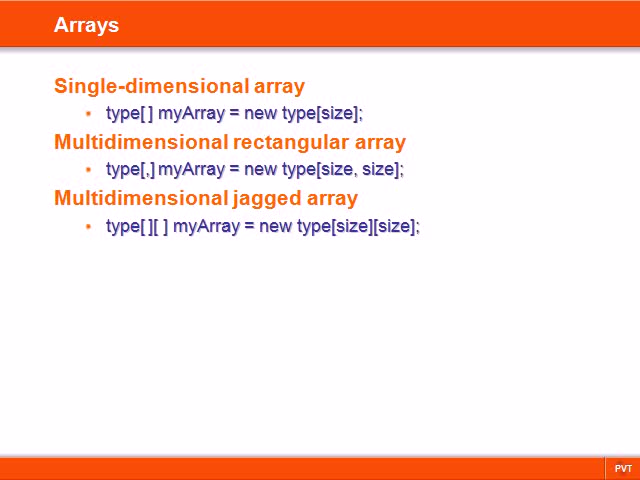 Arrays
Single-dimensional array
• type[ ] myArray = new type[size];
Multidimensional rectangular array
• type[,] myArray = new type[size, size];
Multidimensional jagged array
• type[ ][ ] myArray = new type[size][size];
PVT